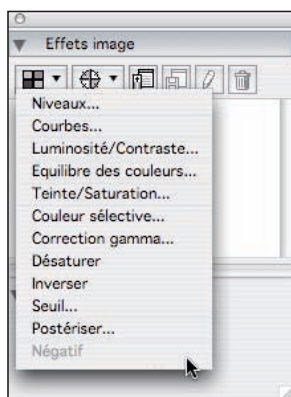 Effets image
Niveaux...
Courbes...
Luminosité/Contraste...
Equilibre des couleurs...
Teinte/Saturation...
Couleur sélective...
Correction gamma...
Désaturer
Inverser
Seuil...
Postériser...
Négatif